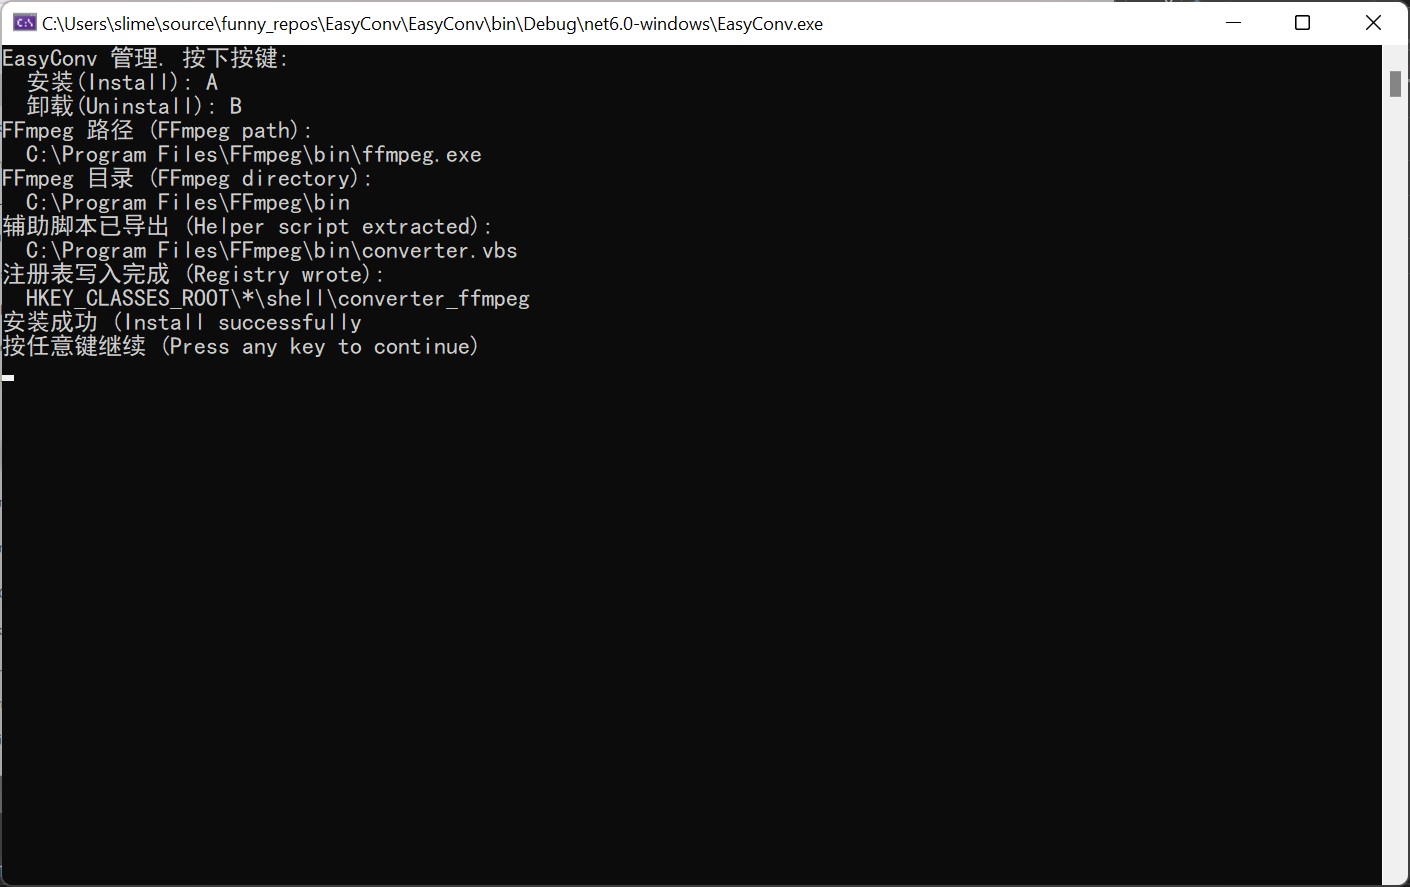 C:\Users\slime\source\funny_repos\EasyConv\EasyConv\bin\Debug\net6.0-windows\EasyConv.exe
EasyConv 管理. 按下按键:
安装(Install): A
卸载(Uninstall): B
FFmpeg 路径 (FFmpeg path):
C:\Program Files\FFmpeg\bin\ffmpeg.exe
FFmpeg 目录 (FFmpeg directory):
C:\Program Files\FFmpeg\bin
辅助脚本已导出 (Helper script extracted):
C:\Program Files\FFmpeg\bin\converter.vbs
注册表写入完成 (Registry wrote):
HKEY_CLASSES_ROOT\*\shell\converter_ffmpeg
安装成功 (Install successfully
按任意键继续 (Press any key to continue)